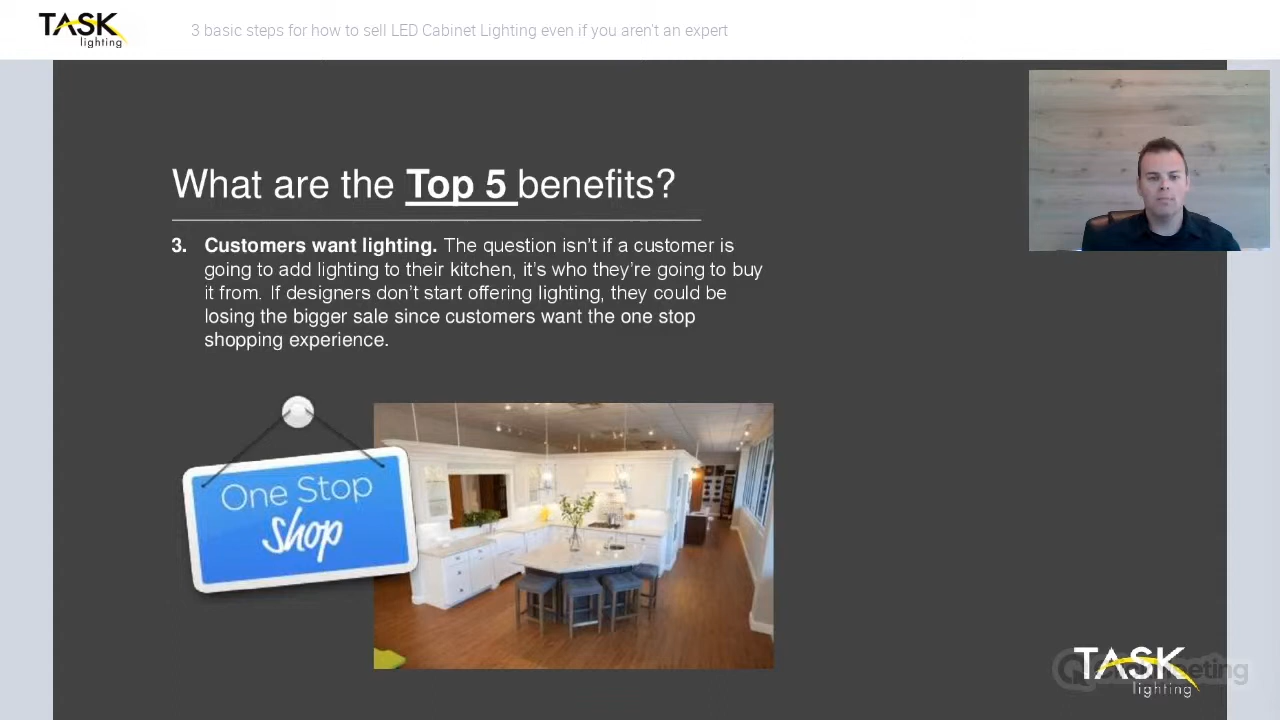 TASK
lighting
3 basic steps for how to sell LED Cabinet Lighting even if you aren't an expert
What are the Top 5 benefits?
3. Customers want lighting. The question isn't if a customer is
going to add lighting to their kitchen, it's who they're going to buy
it from. If designers don't start offering lighting, they could be
losing the bigger sale since customers want the one stop
shopping experience.
One Stop
Shop
TASK
lighting